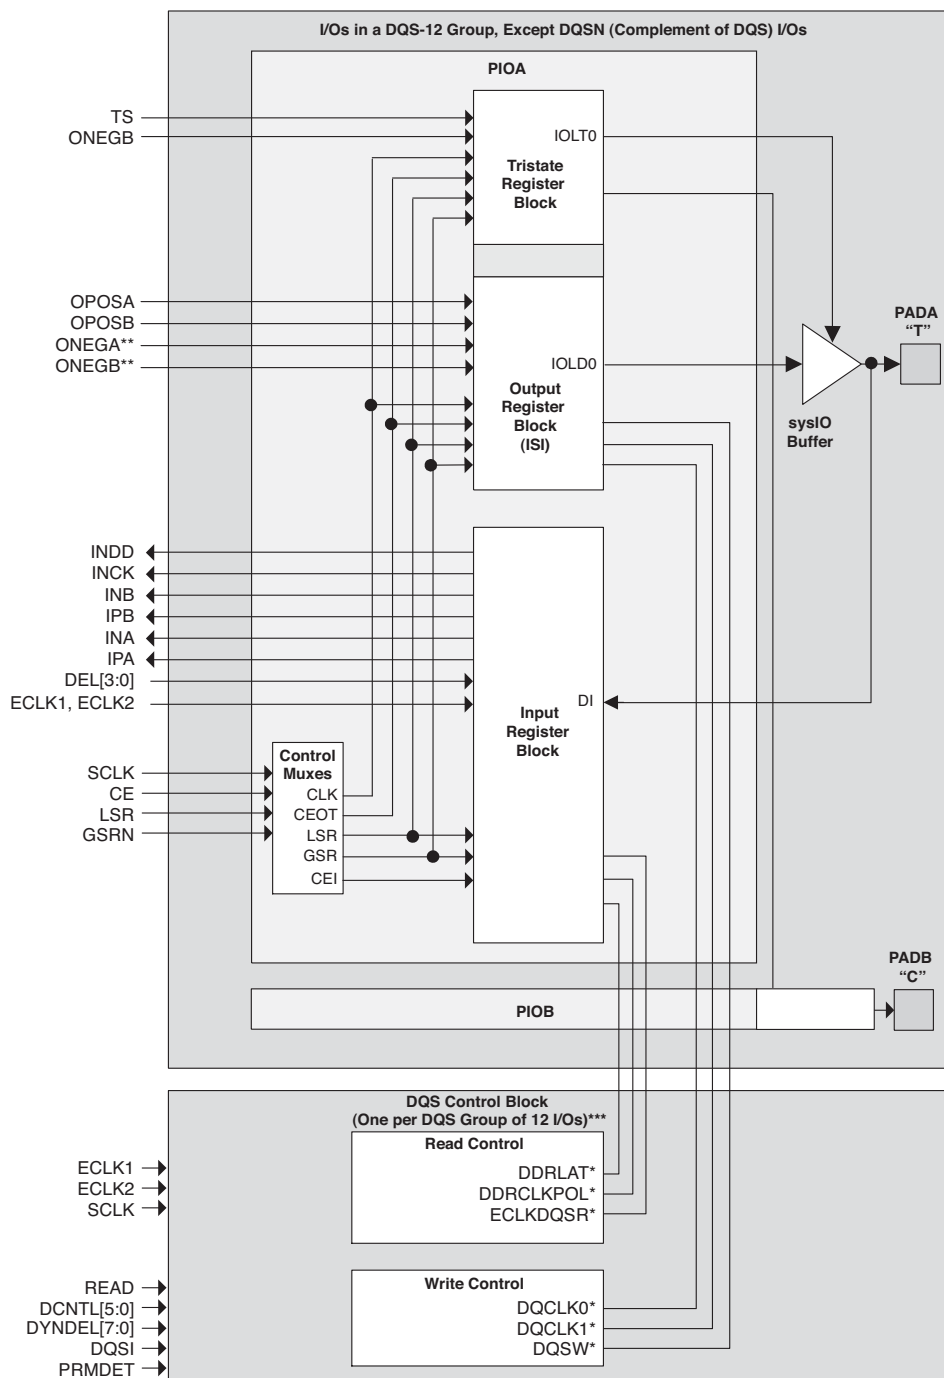 I/Os in a DQS-12 Group, Except DQSN (Complement of DQS) I/Os
PIOA
TS
ONEGB
IOLT0
Tristate
Register
Block
OPOSA
OPOSB
ONEGA**
ONEGB**
IOLD0
Output
Register
Block
(ISI)
PADA
“T”
sysIO
Buffer
INDD
INCK
INB
IPB
INA
IPA
DEL[3:0]
ECLK1, ECLK2
DI
Input
Register
Block
SCLK
CE
LSR
GSRN
Control
Muxes
CLK
CEOT
LSR
GSR
CEI
PADB
“C”
PIOB
DQS Control Block
(One per DQS Group of 12 I/Os)***
Read Control
DDRLAT*
DDRCLKPOL*
ECLKDQSR*
ECLK1
ECLK2
SCLK
READ
DCNTL[5:0]
DYNDEL[7:0]
DQSI
PRMDET
Write Control
DQCLK0*
DQCLK1*
DQSW*